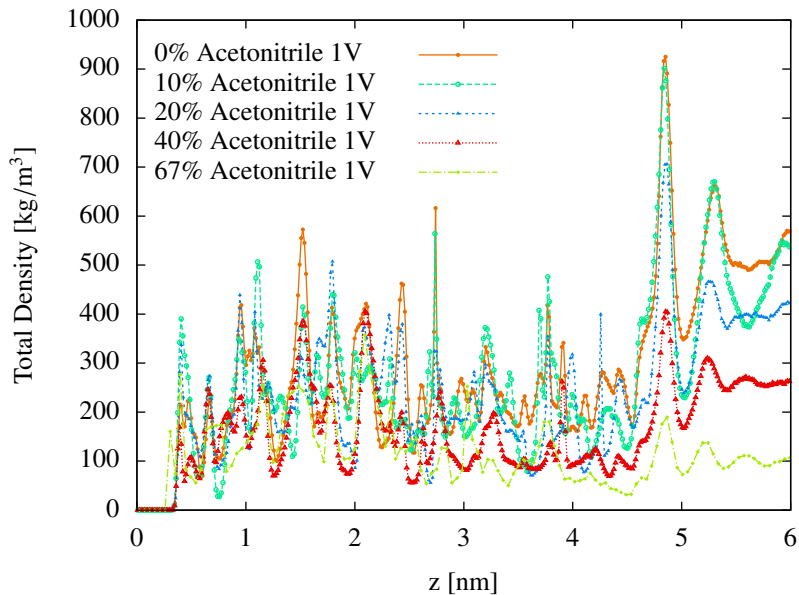 1000
900
800
700
600
500
400
300
200
100
0
Total Density [kg/m³]
0% Acetonitrile 1V
10% Acetonitrile 1V
20% Acetonitrile 1V
40% Acetonitrile 1V
67% Acetonitrile 1V
0 1 2 3 4 5 6
z [nm]